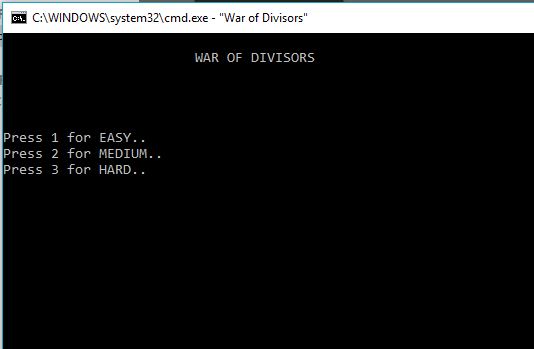 C:\WINDOWS\system32\cmd.exe - "War of Divisors"
WAR OF DIVISORS
Press 1 for EASY..
Press 2 for MEDIUM..
Press 3 for HARD..